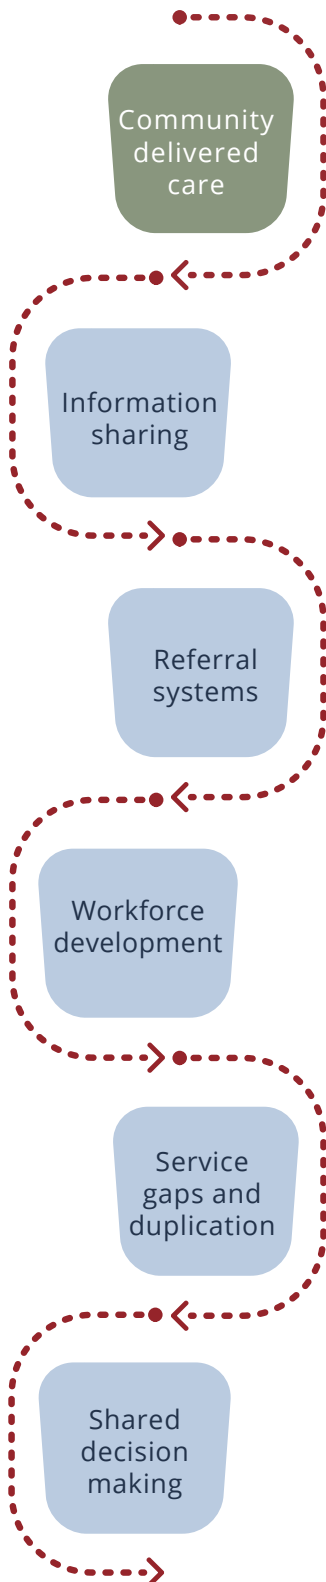 Community
delivered
care
Information
sharing
Referral
systems
Workforce
development
Service
gaps and
duplication
Shared
decision
making